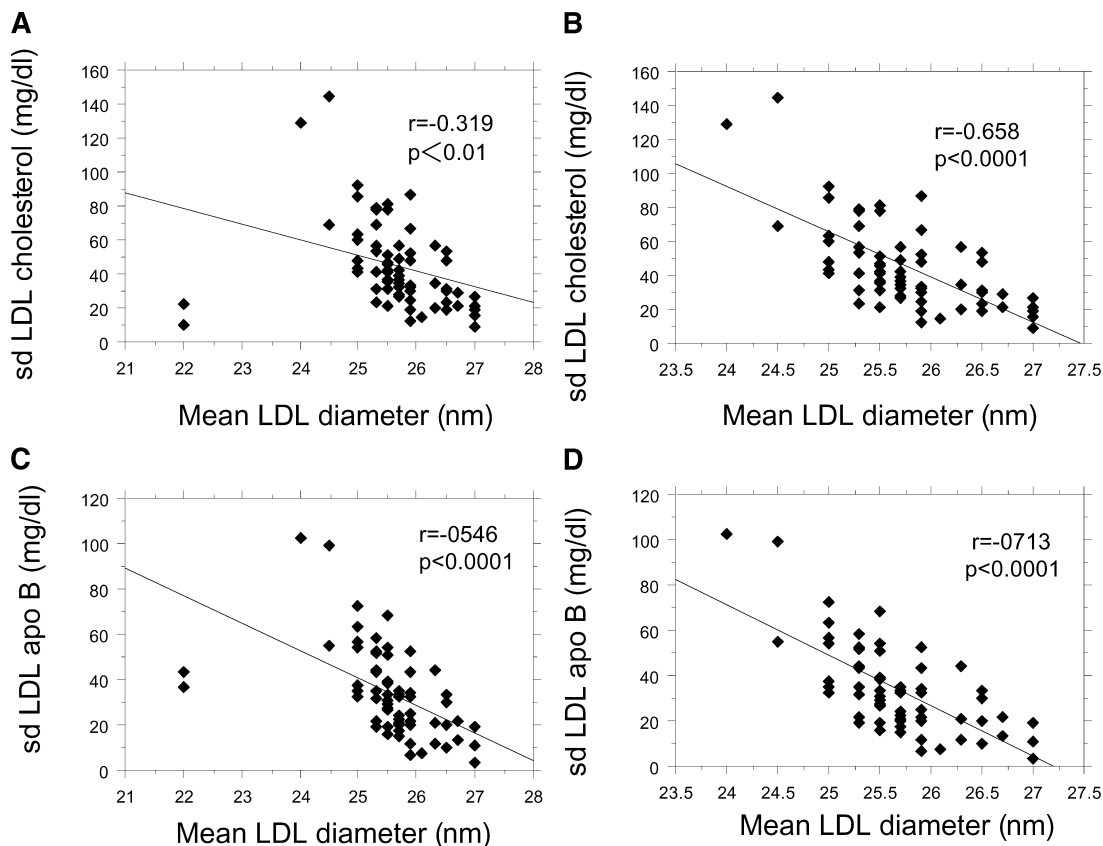 A
sd LDL cholesterol (mg/dl)
160
140
120
100
80
60
40
20
0
r=-0.319
p＜0.01
21 22 23 24 25 26 27 28
Mean LDL diameter (nm)
B
sd LDL cholesterol (mg/dl)
160
140
120
100
80
60
40
20
0
r=-0.658
p<0.0001
23.5 24 24.5 25 25.5 26 26.5 27 27.5
Mean LDL diameter (nm)
C
sd LDL apo B (mg/dl)
120
100
80
60
40
20
0
r=-0546
p<0.0001
21 22 23 24 25 26 27 28
Mean LDL diameter (nm)
D
sd LDL apo B (mg/dl)
120
100
80
60
40
20
0
r=-0713
p<0.0001
23.5 24 24.5 25 25.5 26 26.5 27 27.5
Mean LDL diameter (nm)